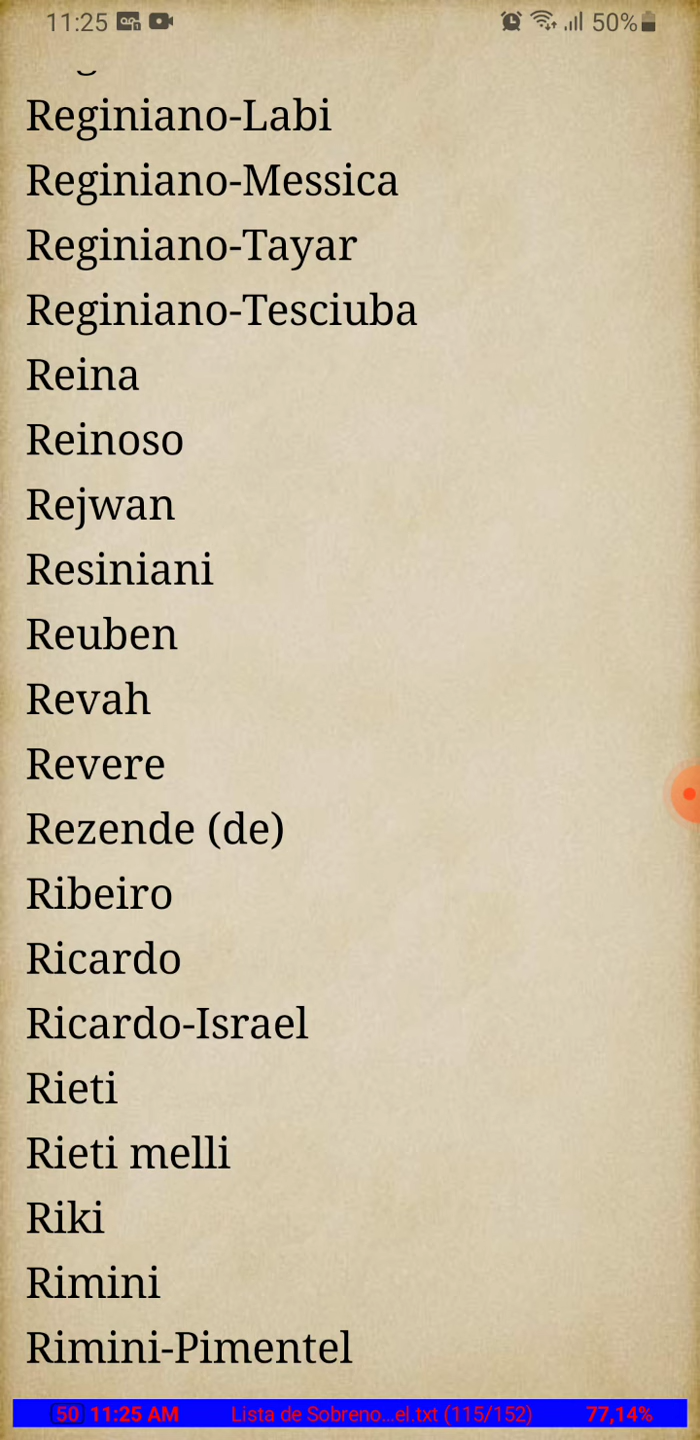 11:25 50%
Reginiano-Labi
Reginiano-Messica
Reginiano-Tayar
Reginiano-Tesciuba
Reina
Reinoso
Rejwan
Resiniani
Reuben
Revah
Revere
Rezende (de)
Ribeiro
Ricardo
Ricardo-Israel
Rieti
Rieti melli
Riki
Rimini
Rimini-Pimentel
50 11:25 AM Lista de Sobreno...el.txt (115/152) 77,14%